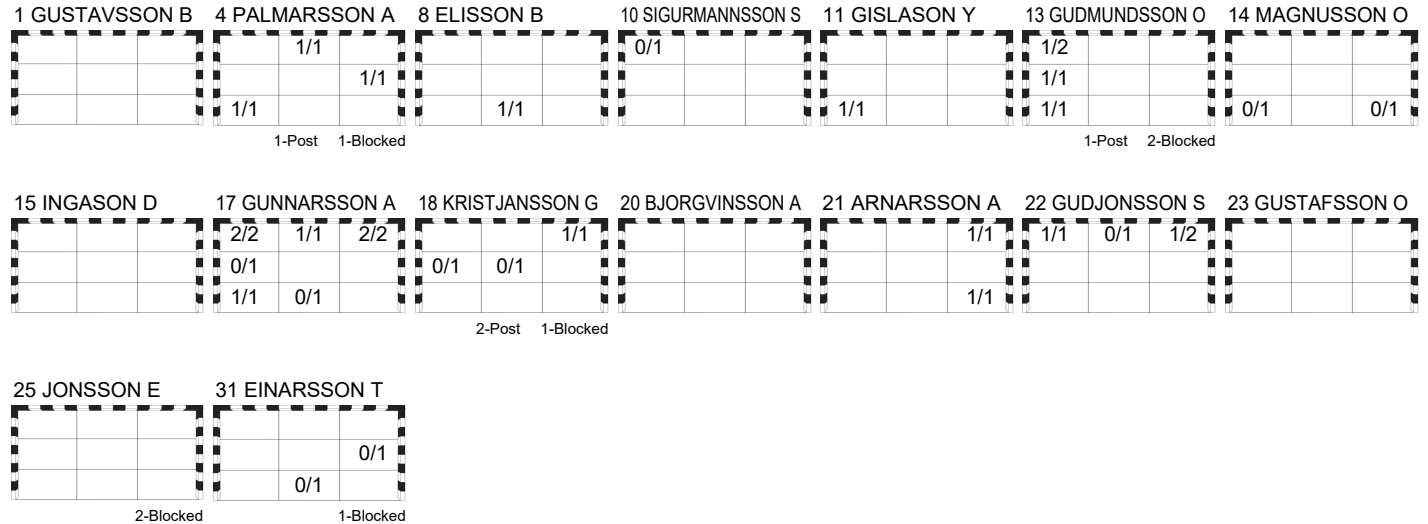 1 GUSTAVSSON B 4 PALMARSSON A 8 ELISSON B 10 SIGURMANNSSON S 11 GISLASON Y 13 GUDMUNDSSON O 14 MAGNUSSON O
1/1 0/1 1/2
1/1 1/1
1/1 1/1 1/1 1/1 0/1 0/1
1-Post 1-Blocked 1-Post 2-Blocked
15 INGASON D 17 GUNNARSSON A 18 KRISTJANSSON G 20 BJORGVINSSON A 21 ARNARSSON A 22 GUDJONSSON S 23 GUSTAFSSON O
2/2 1/1 2/2 1/1 1/1 1/1 0/1 1/2
0/1 0/1 0/1
1/1 0/1 1/1
2-Post 1-Blocked
25 JONSSON E 31 EINARSSON T
0/1
0/1
2-Blocked 1-Blocked